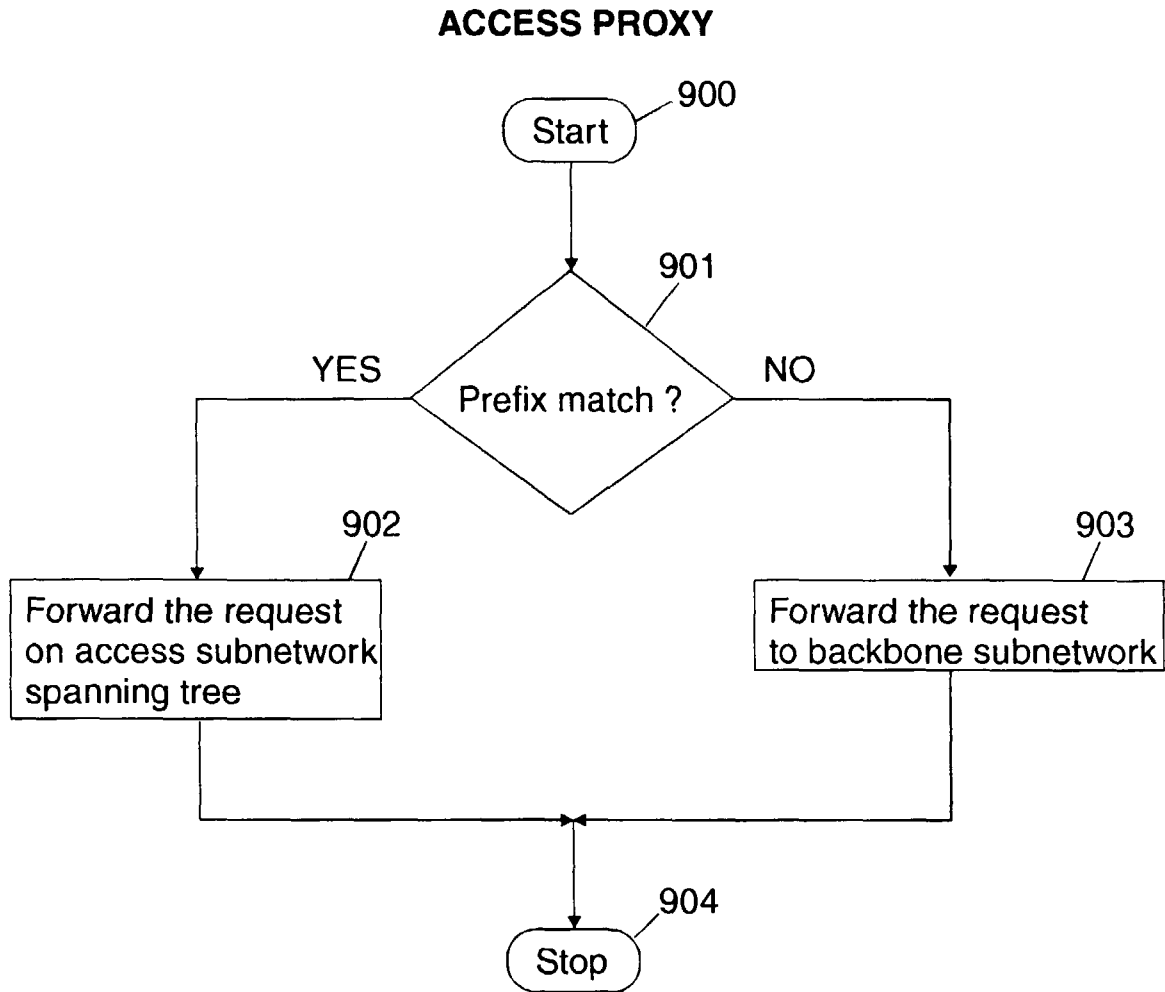 ACCESS PROXY
900
Start
901
YES
Prefix match ?
NO
902
Forward the request
on access subnetwork
spanning tree
903
Forward the request
to backbone subnetwork
904
Stop